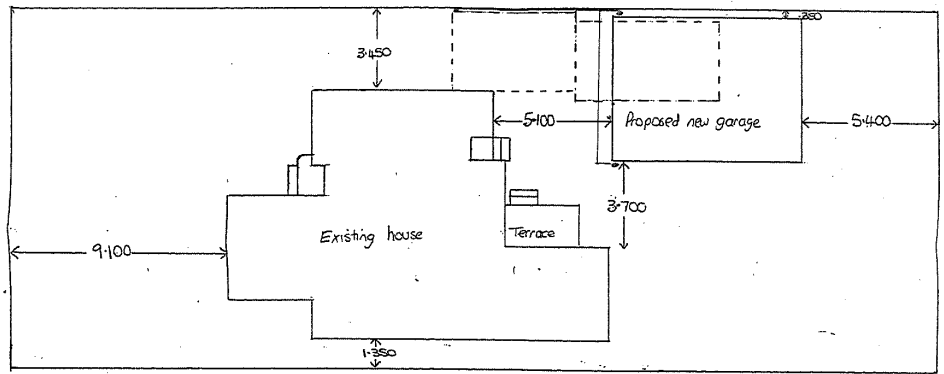 3.450
.350
5.100
Proposed new garage
5.400
3.700
Existing house
Terrace
9.100
1.350